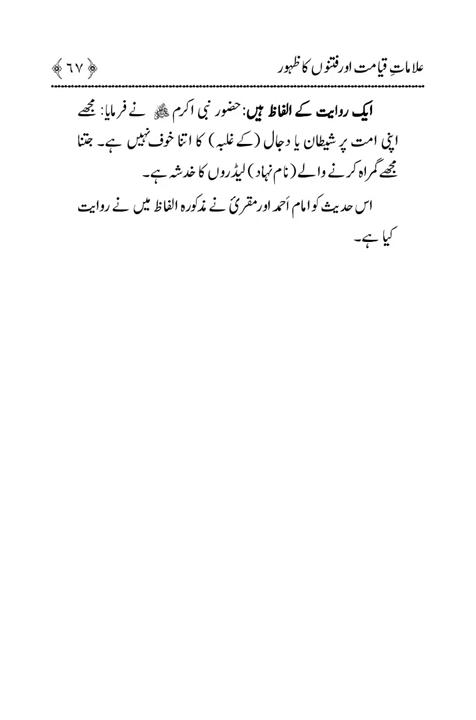 علاماتِ قیامت اور فتنوں کا ظہور ﴿ ٦٧ ﴾
ایک روایت کے الفاظ ہیں: حضور نبی اکرم ﷺ نے فرمایا: مجھے
اپنی امت پر شیطان یا دجال (کے غلبہ) کا اتنا خوف نہیں ہے۔ جتنا
مجھے گمراہ کرنے والے (نام نہاد) لیڈروں کا خدشہ ہے۔
اس حدیث کو امام اَحمد اور مقریٔ نے مذکورہ الفاظ میں نے روایت
کیا ہے۔